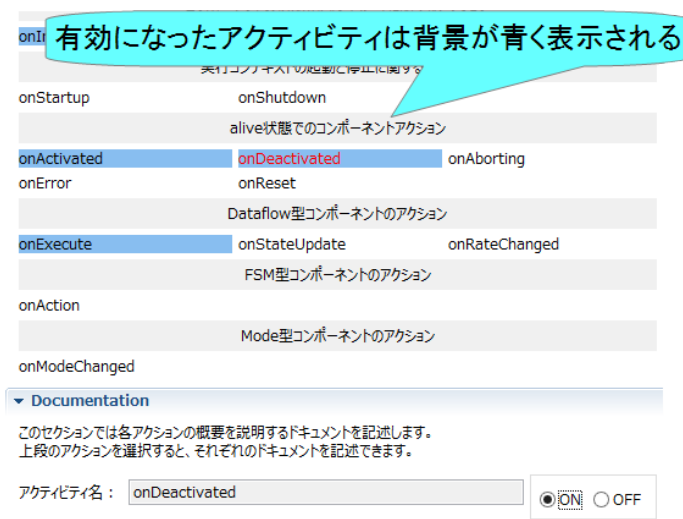 有効になったアクティビティは背景が青く表示される
onStartup onShutdown
alive状態でのコンポーネントアクション
onActivated onDeactivated onAborting
onError onReset
Dataflow型コンポーネントのアクション
onExecute onStateUpdate onRateChanged
FSM型コンポーネントのアクション
onAction
Mode型コンポーネントのアクション
onModeChanged
Documentation
このセクションでは各アクションの概要を説明するドキュメントを記述します。
上段のアクションを選択すると、それぞれのドキュメントを記述できます。
アクティビティ名： onDeactivated ON OFF